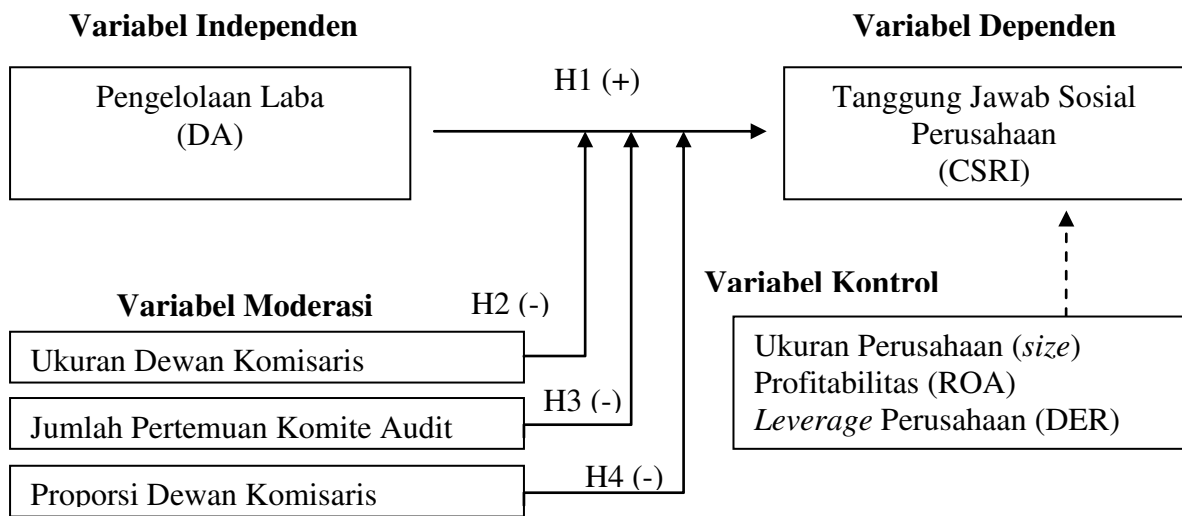 Variabel Independen
Variabel Dependen
Pengelolaan Laba
(DA)
H1 (+)
Tanggung Jawab Sosial
Perusahaan
(CSRI)
Variabel Moderasi
H2 (-)
Ukuran Dewan Komisaris
H3 (-)
Jumlah Pertemuan Komite Audit
H4 (-)
Proporsi Dewan Komisaris
Variabel Kontrol
Ukuran Perusahaan (size)
Profitabilitas (ROA)
Leverage Perusahaan (DER)